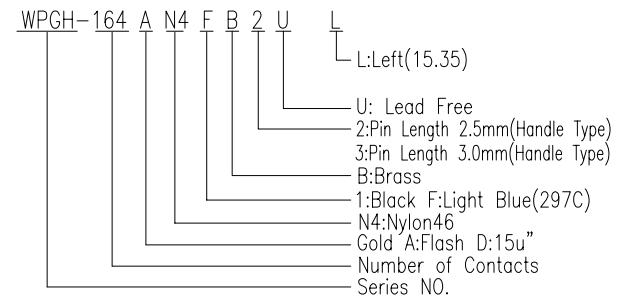 WPGH-164 A N4 F B 2 U L
L:Left(15.35)
U: Lead Free
2:Pin Length 2.5mm(Handle Type)
3:Pin Length 3.0mm(Handle Type)
B:Brass
1:Black F:Light Blue(297C)
N4:Nylon46
Gold A:Flash D:15u”
Number of Contacts
Series NO.